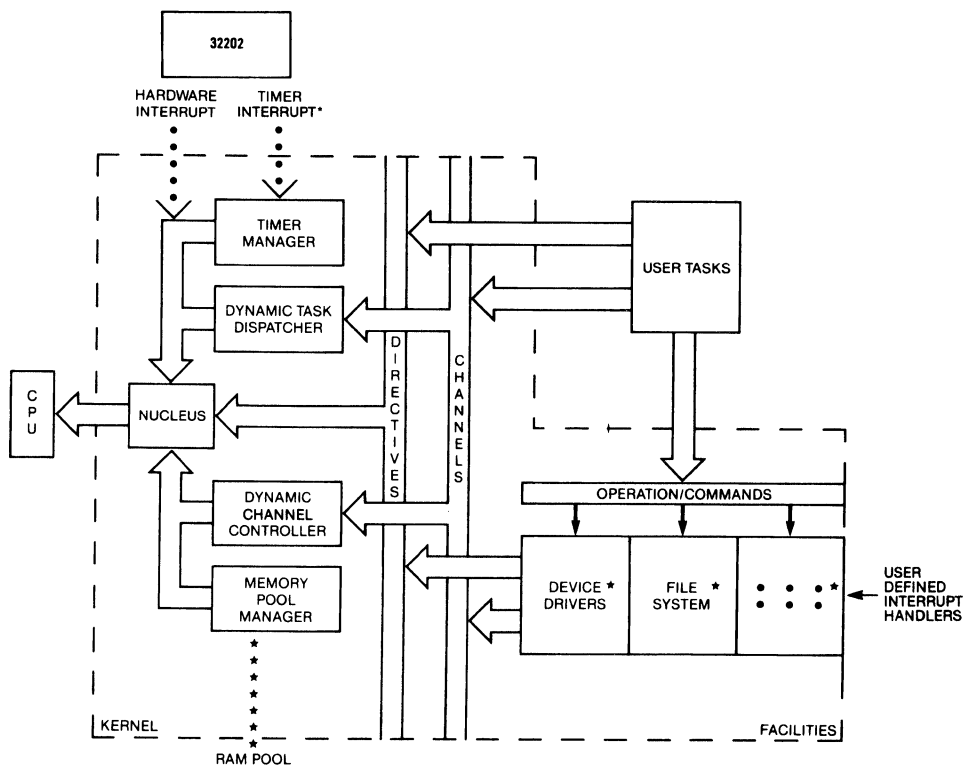 32202
HARDWARE
INTERRUPT
TIMER
INTERRUPT*
TIMER
MANAGER
USER TASKS
DYNAMIC TASK
DISPATCHER
DIRECTIVES
CHANNELS
CPU
NUCLEUS
DYNAMIC
CHANNEL
CONTROLLER
OPERATION/COMMANDS
MEMORY
POOL
MANAGER
DEVICE
DRIVERS
FILE
SYSTEM
USER
DEFINED
INTERRUPT
HANDLERS
KERNEL
FACILITIES
RAM POOL